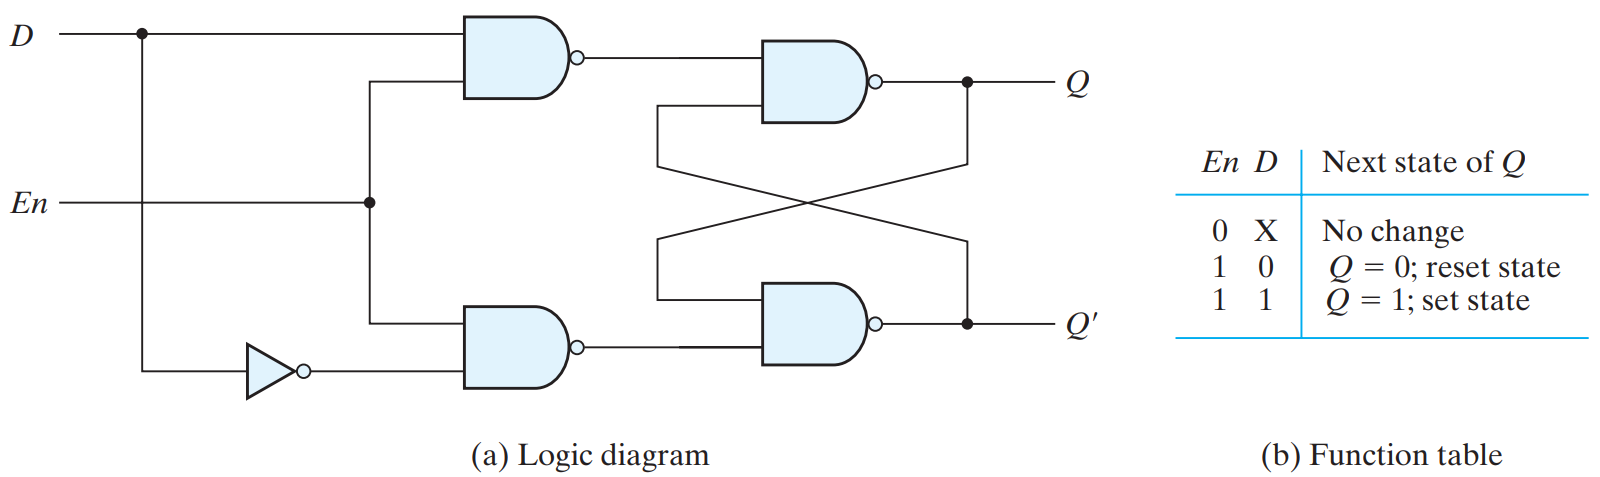 D
En
Q
Q'
(a) Logic diagram
En D Next state of Q
0 X No change
1 0 Q = 0; reset state
1 1 Q = 1; set state
(b) Function table